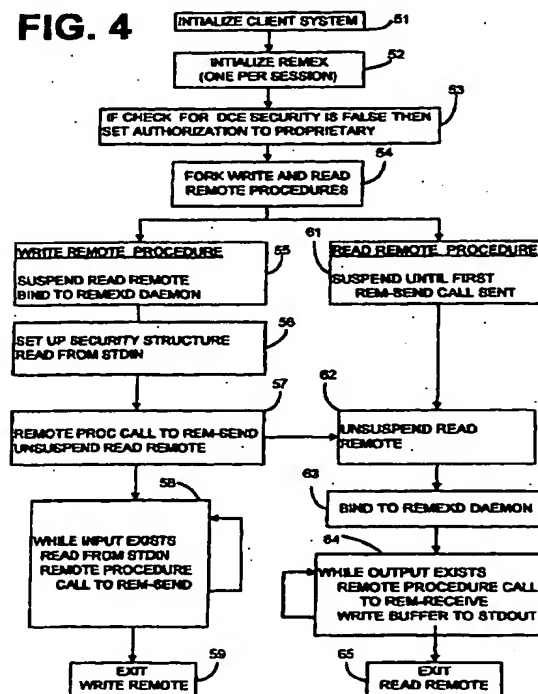 FIG. 4
INTIALIZE CLIENT SYSTEM
51
INTIALIZE REMEX
(ONE PER SESSION)
52
IF CHECK FOR DCE SECURITY IS FALSE THEN
SET AUTHORIZATION TO PROPRIETARY
53
FORK WRITE AND READ
REMOTE PROCEDURES
54
WRITE REMOTE PROCEDURE
SUSPEND READ REMOTE
BIND TO REMEXD DAEMON
55
SET UP SECURITY STRUCTURE
READ FROM STDIN
56
57
REMOTE PROC CALL TO REM-SEND
UNSUSPEND READ REMOTE
58
WHILE INPUT EXISTS
READ FROM STDIN
REMOTE PROCEDURE
CALL TO REM-SEND
EXIT
WRITE REMOTE
59
61
READ REMOTE PROCEDURE
SUSPEND UNTIL FIRST
REM-SEND CALL SENT
62
UNSUSPEND READ
REMOTE
63
BIND TO REMEXD DAEMON
64
WHILE OUTPUT EXISTS
REMOTE PROCEDURE CALL
TO REM-RECEIVE
WRITE BUFFER TO STDOUT
65
EXIT
READ REMOTE